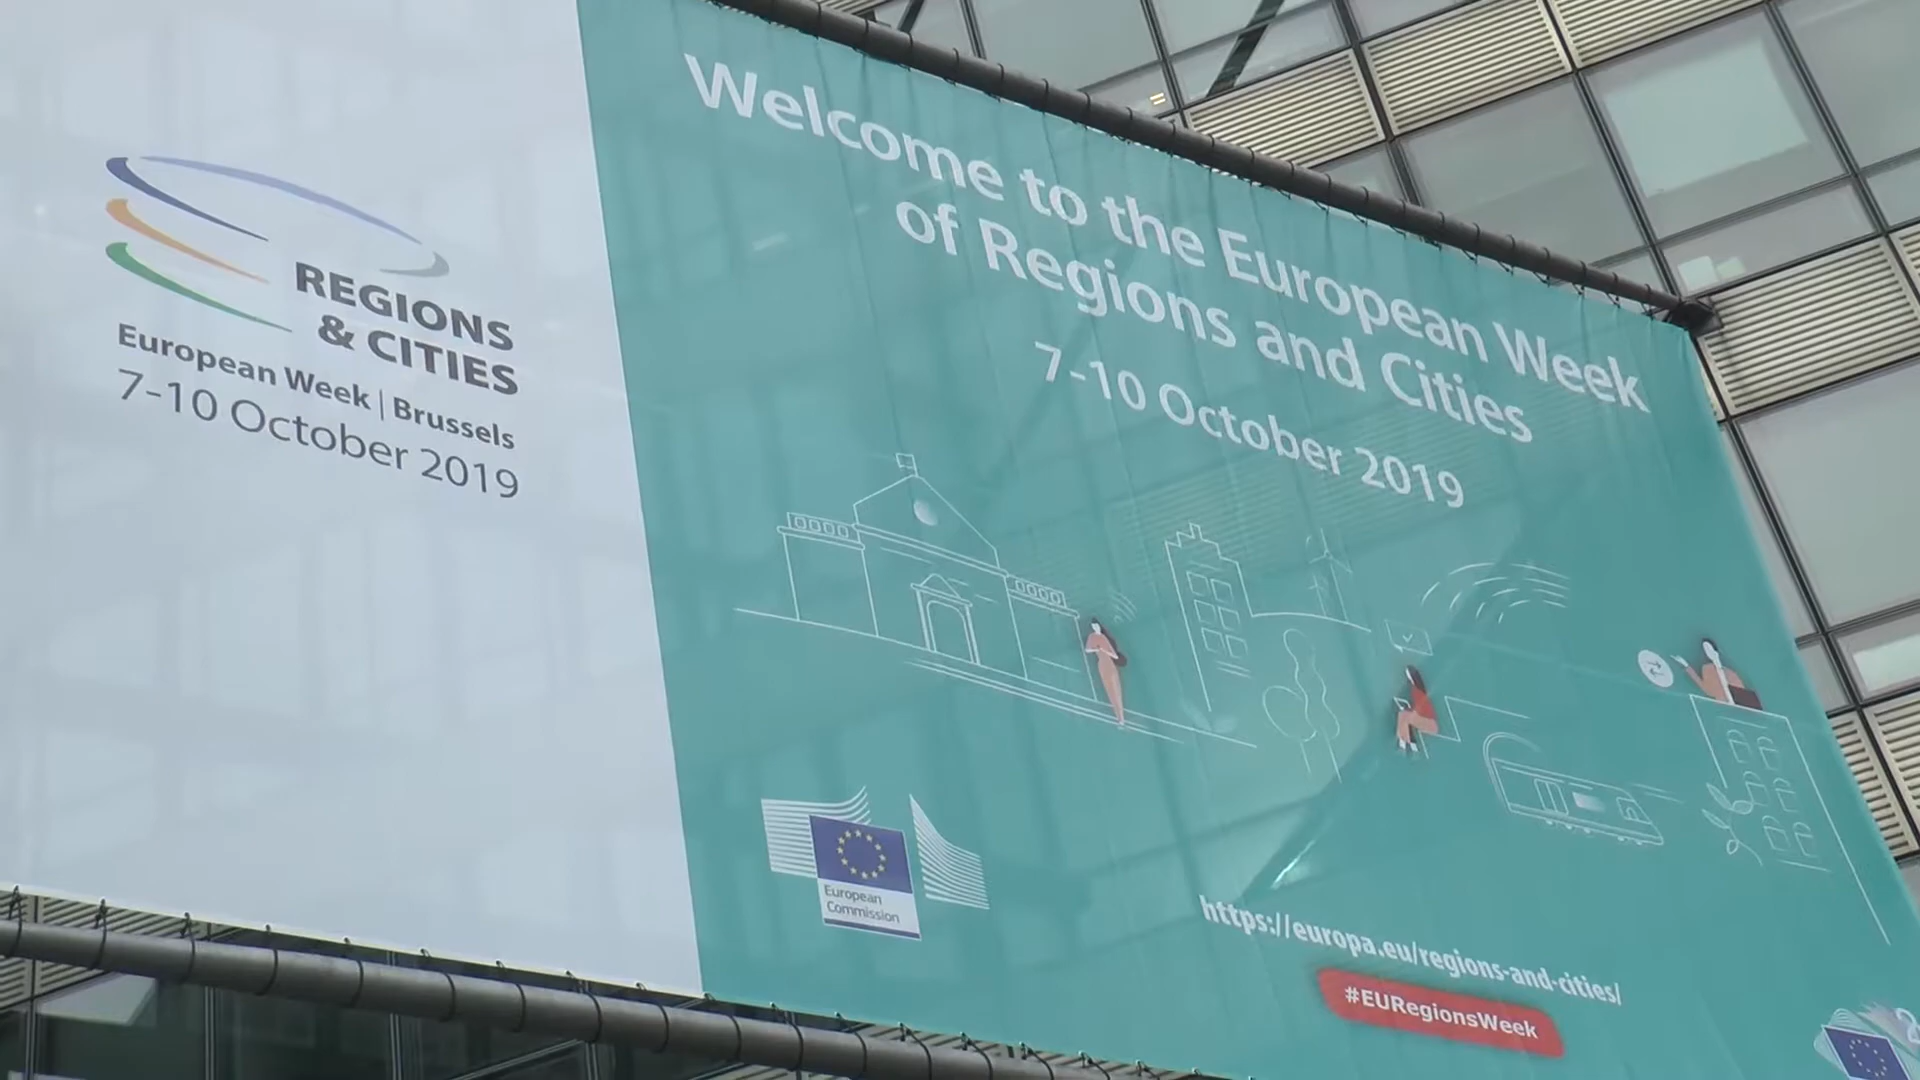 REGIONS
& CITIES
European Week | Brussels
7-10 October 2019
Welcome to the European Week
of Regions and Cities
7-10 October 2019
European
Commission
https://europa.eu/regions-and-cities/
#EURegionsWeek